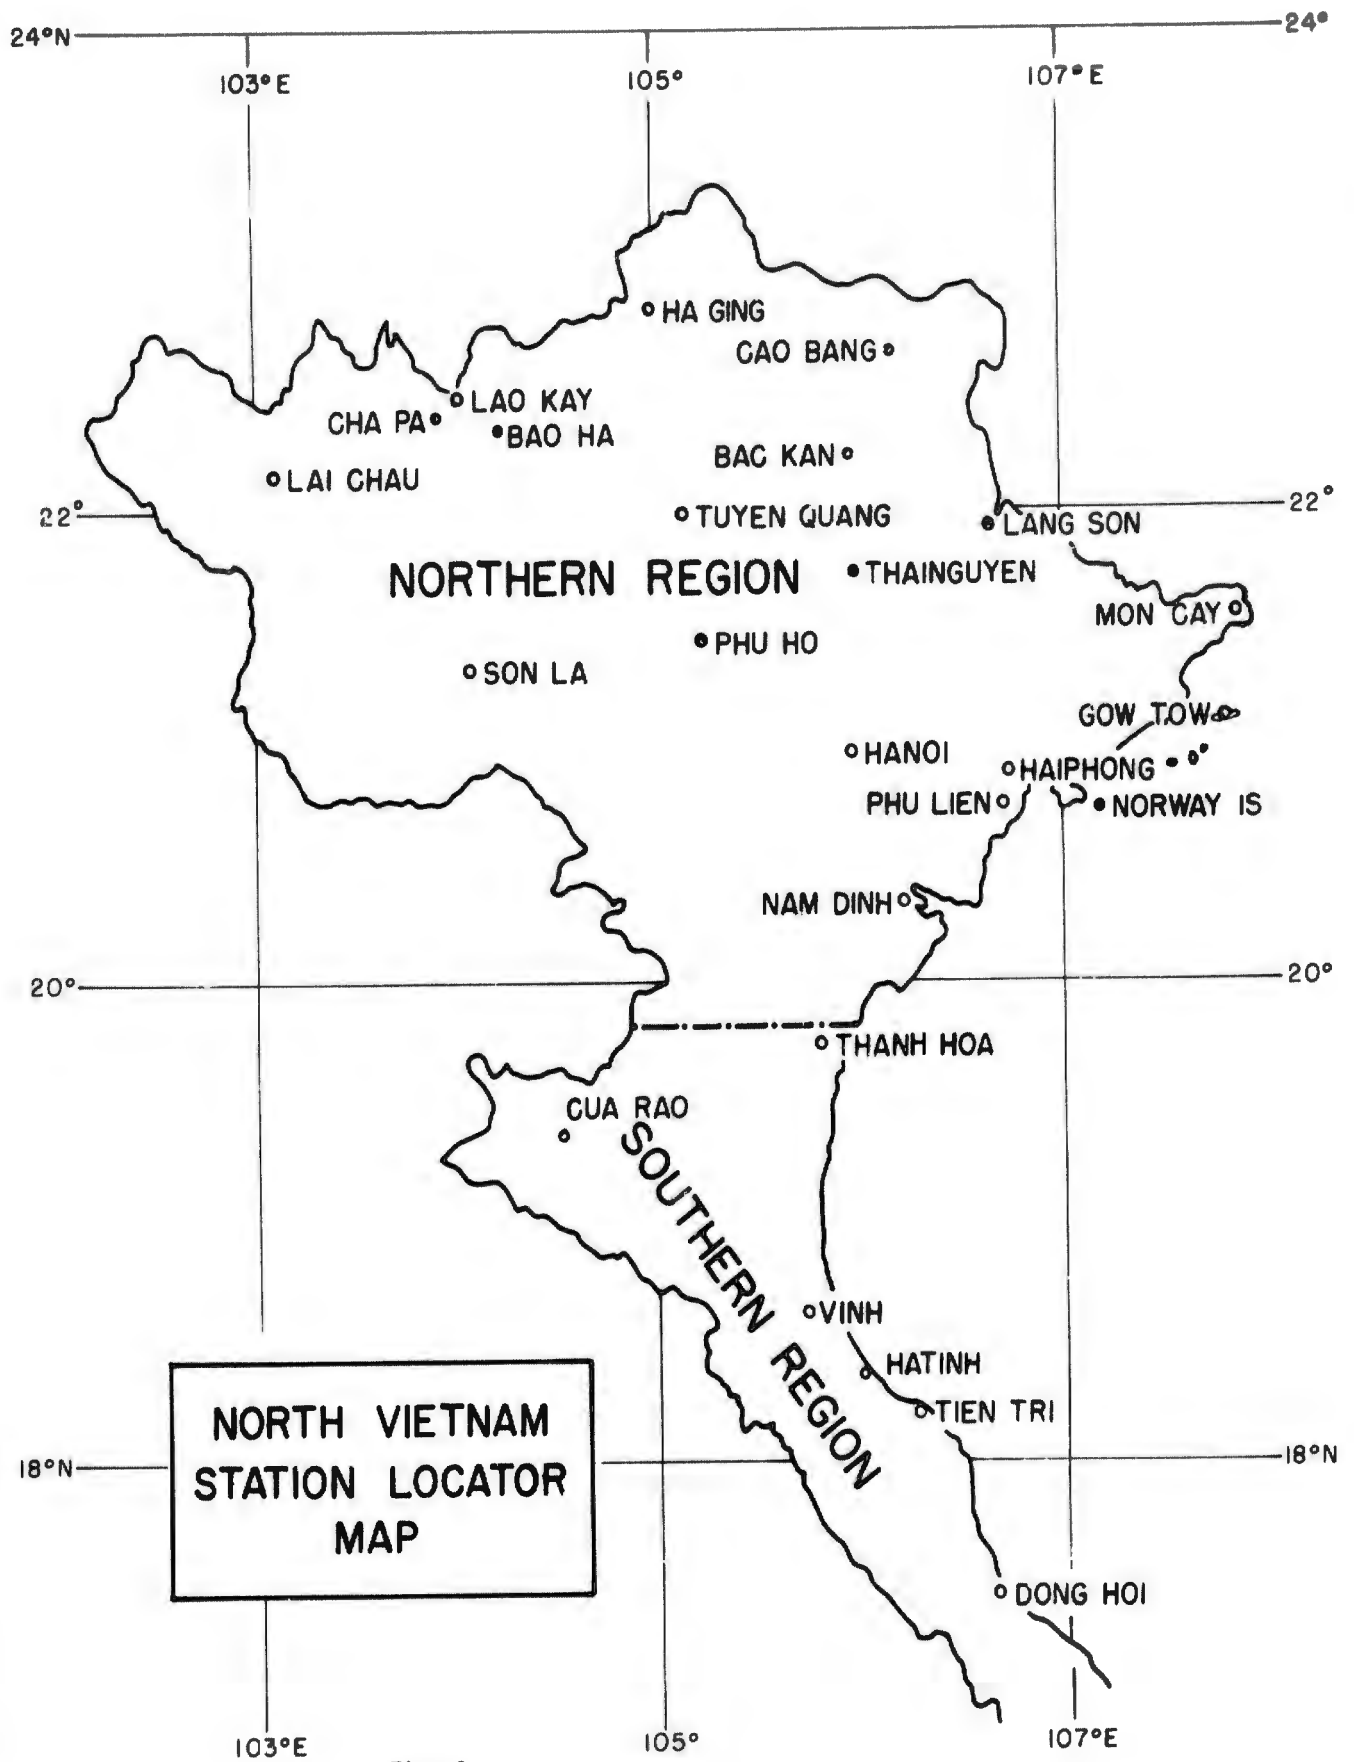 24°N
24°
103°E
105°
107°E
HA GING
CAO BANG
LAO KAY
CHA PA
BAO HA
BAC KAN
LAI CHAU
22°
22°
TUYEN QUANG
LANG SON
NORTHERN REGION
THAINGUYEN
MON CAY
PHU HO
SON LA
GOW TOW
HANOI
HAIPHONG
PHU LIEN
NORWAY IS
NAM DINH
20°
20°
THANH HOA
CUA RAO
SOUTHERN REGION
VINH
HATINH
TIEN TRI
NORTH VIETNAM
STATION LOCATOR
MAP
18°N
18°N
DONG HOI
103°E
105°
107°E